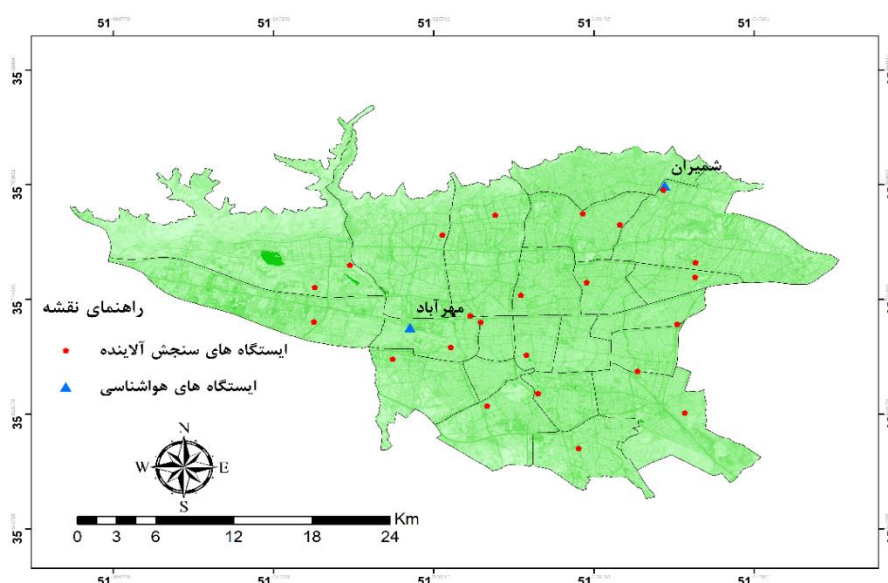 51 51 51 51 51
35
35
شمیران
35
مهرآباد
راهنمای نقشه
ایستگاه های سنجش آلاینده
ایستگاه های هواشناسی
35
N
W E
S
Km
0 3 6 12 18 24
35
51 51 51 51 51